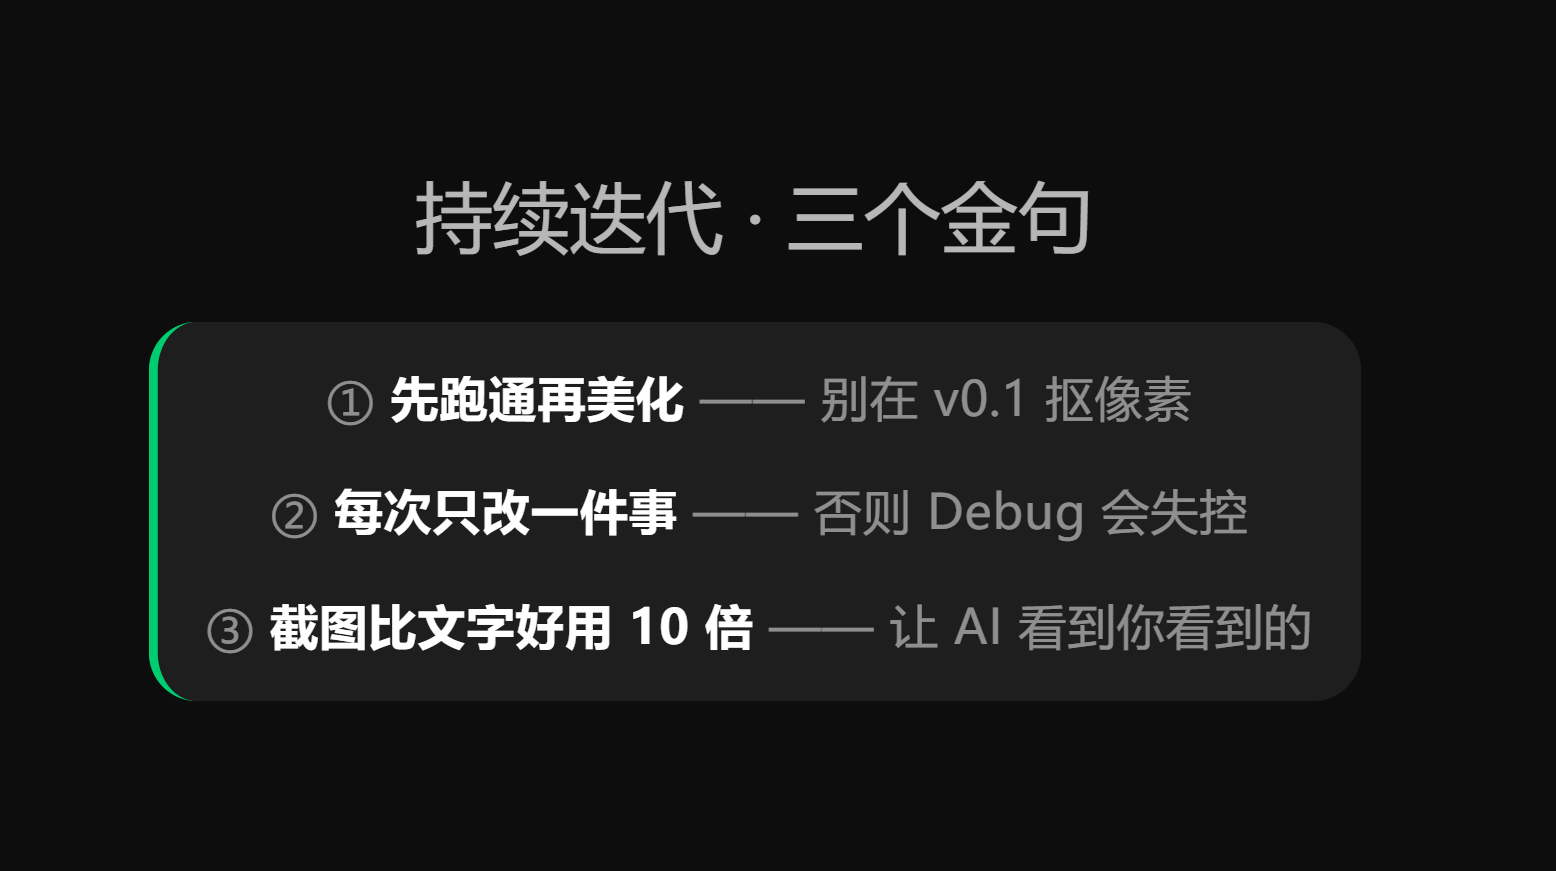 持续迭代 · 三个金句
① 先跑通再美化 —— 别在 v0.1 抠像素
② 每次只改一件事 —— 否则 Debug 会失控
③ 截图比文字好用 10 倍 —— 让 AI 看到你看到的